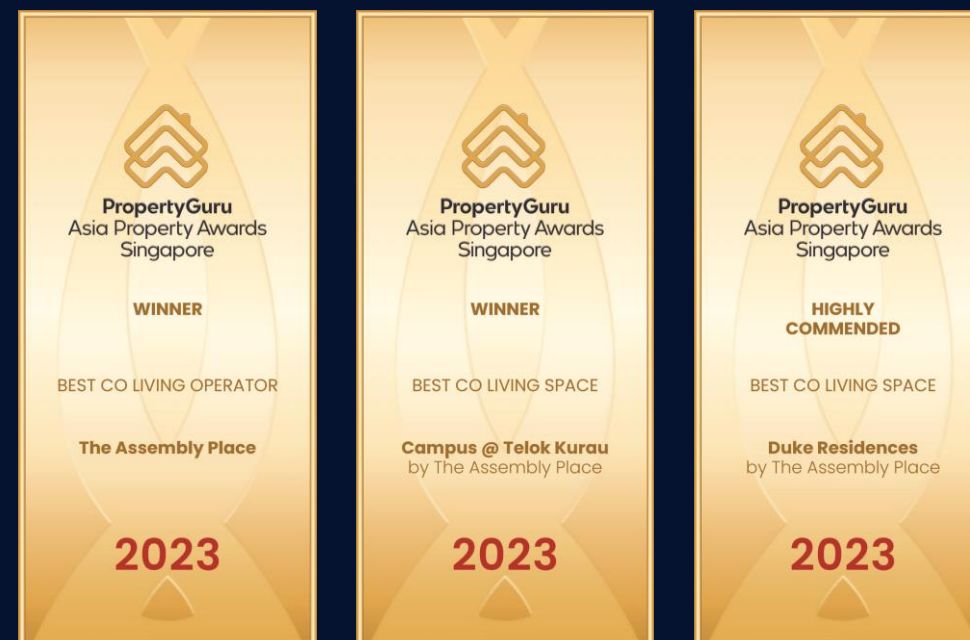 PropertyGuru
Asia Property Awards
Singapore
WINNER
BEST CO LIVING OPERATOR
The Assembly Place
2023
PropertyGuru
Asia Property Awards
Singapore
WINNER
BEST CO LIVING SPACE
Campus @ Telok Kurau
by The Assembly Place
2023
PropertyGuru
Asia Property Awards
Singapore
HIGHLY
COMMENDED
BEST CO LIVING SPACE
Duke Residences
by The Assembly Place
2023